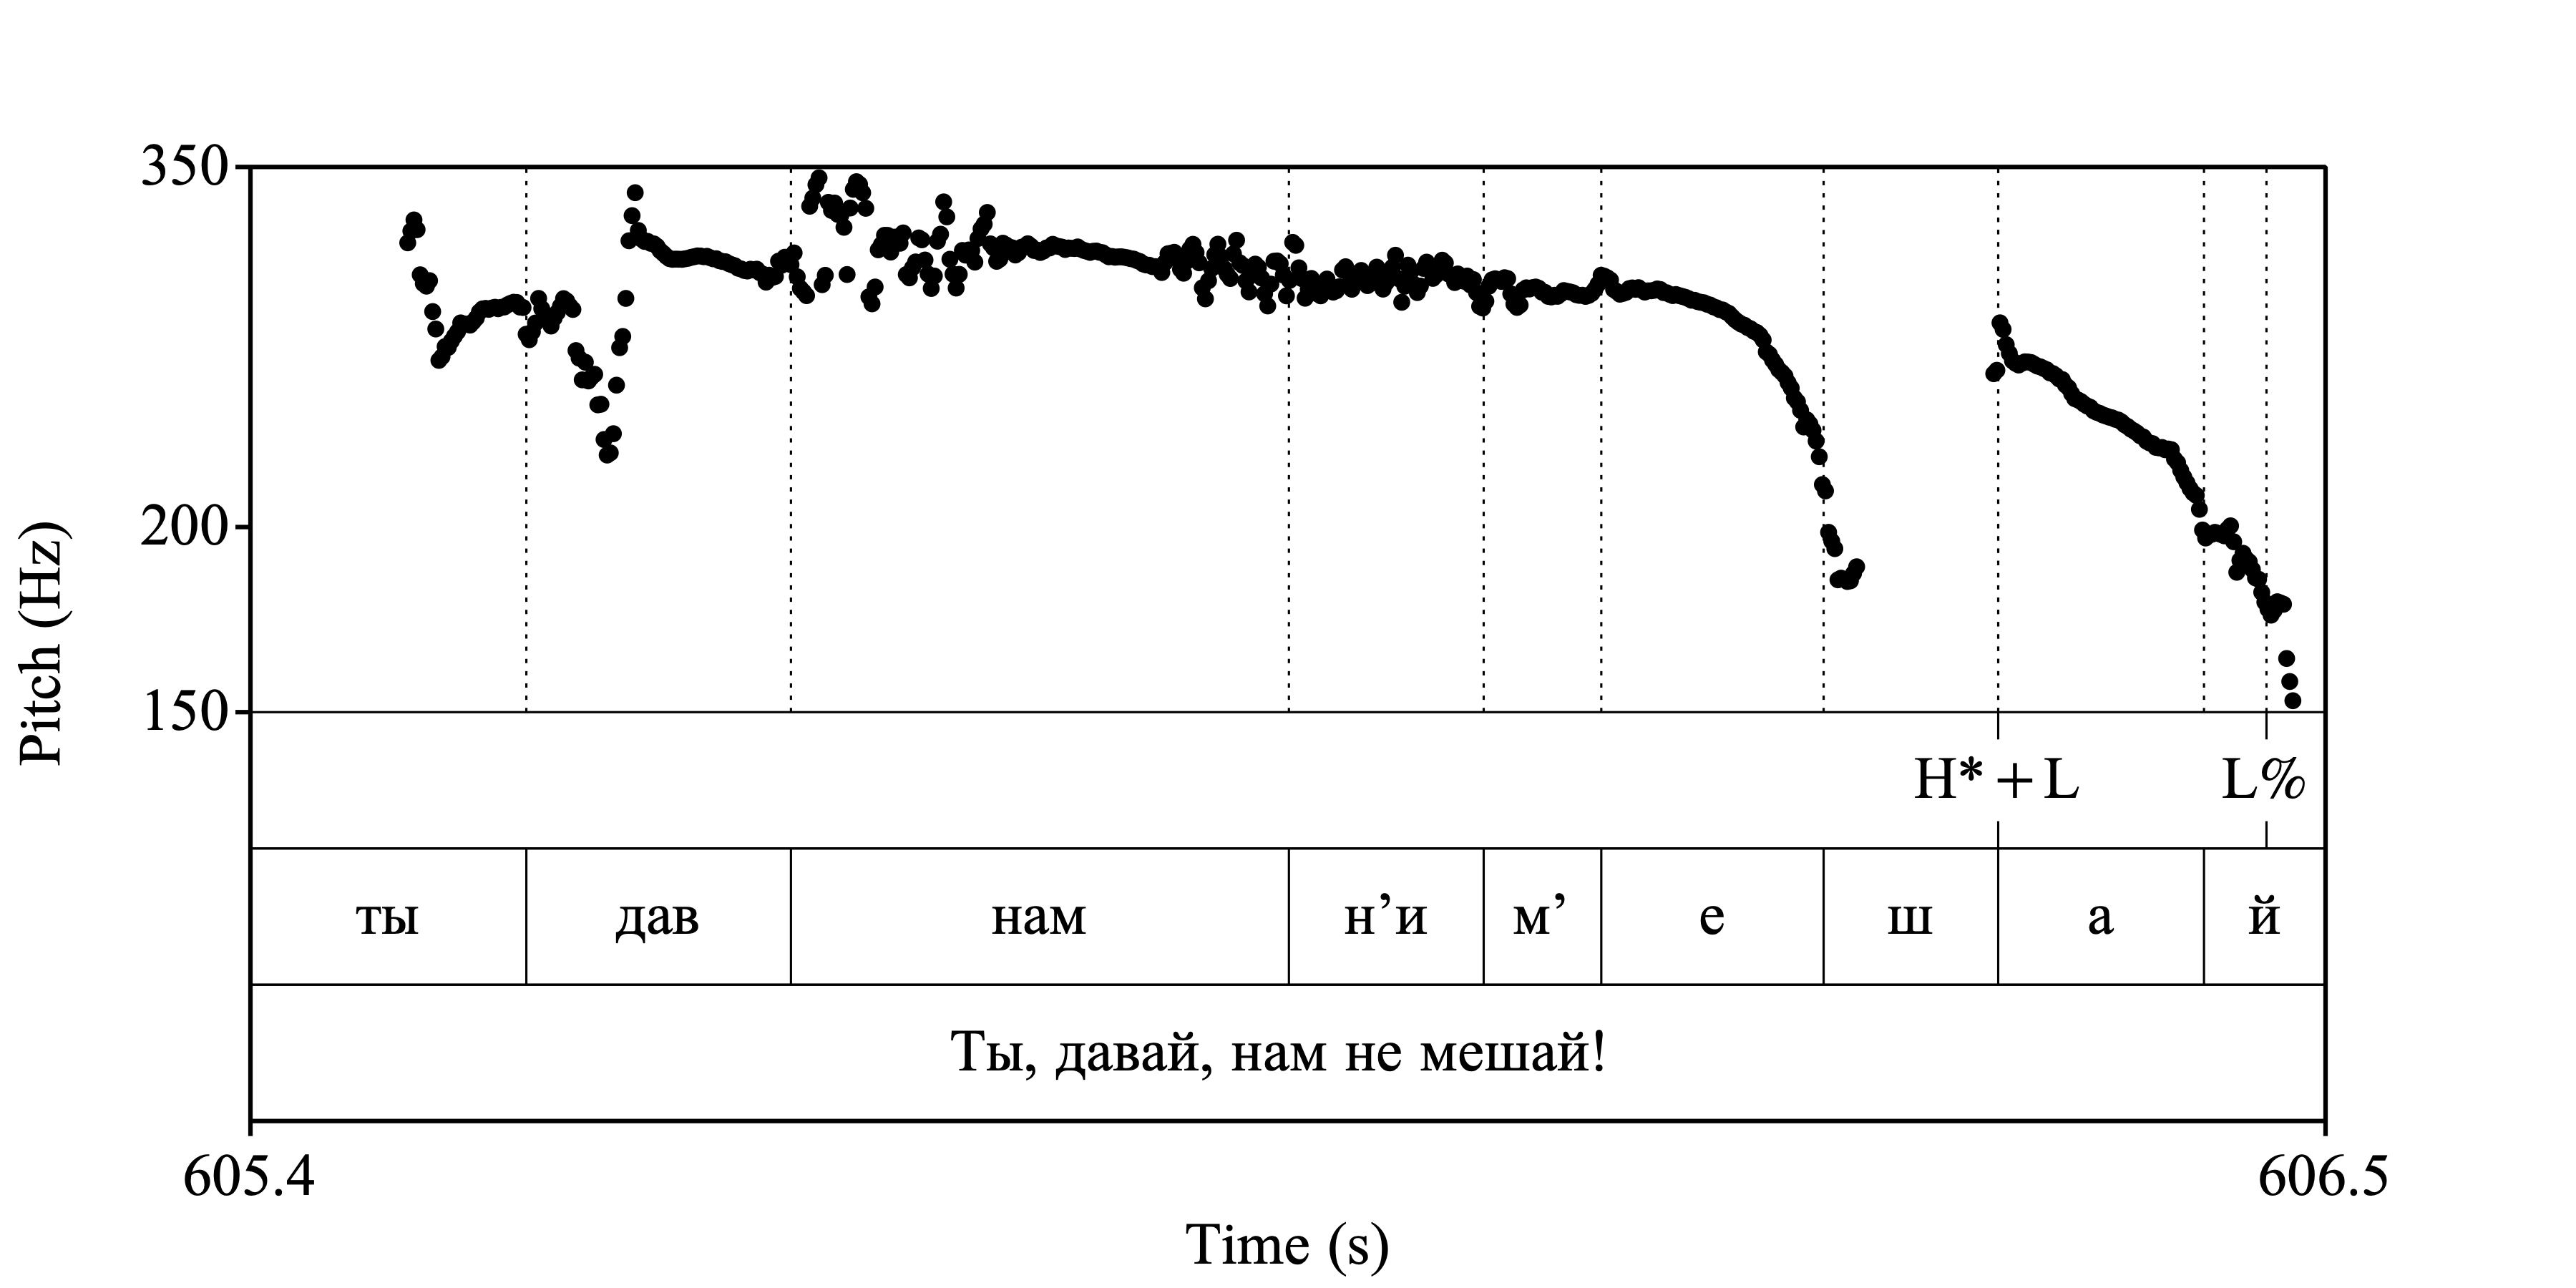 350
200
150
Pitch (Hz)
H*+L L%
ты дав нам н’и м’ е ш а й
Ты, давай, нам не мешай!
605.4 606.5
Time (s)